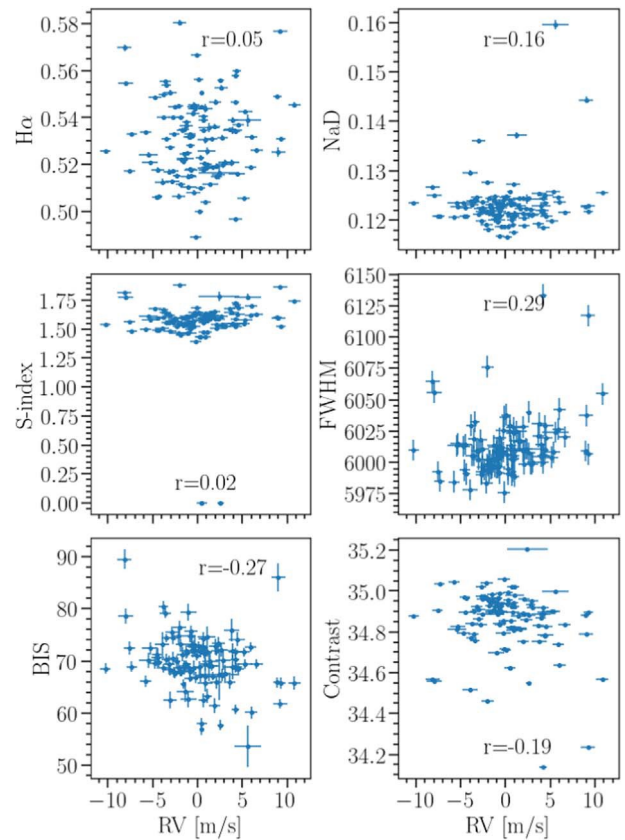 r=0.05
Hα
0.58
0.56
0.54
0.52
0.50
r=0.16
NaD
0.16
0.15
0.14
0.13
0.12
r=0.02
S-index
1.75
1.50
1.25
1.00
0.75
0.50
0.25
0.00
r=0.29
FWHM
6150
6125
6100
6075
6050
6025
6000
5975
r=-0.27
BIS
90
80
70
60
50
−10 −5 0 5 10
RV [m/s]
r=-0.19
Contrast
35.2
35.0
34.8
34.6
34.4
34.2
−10 −5 0 5 10
RV [m/s]